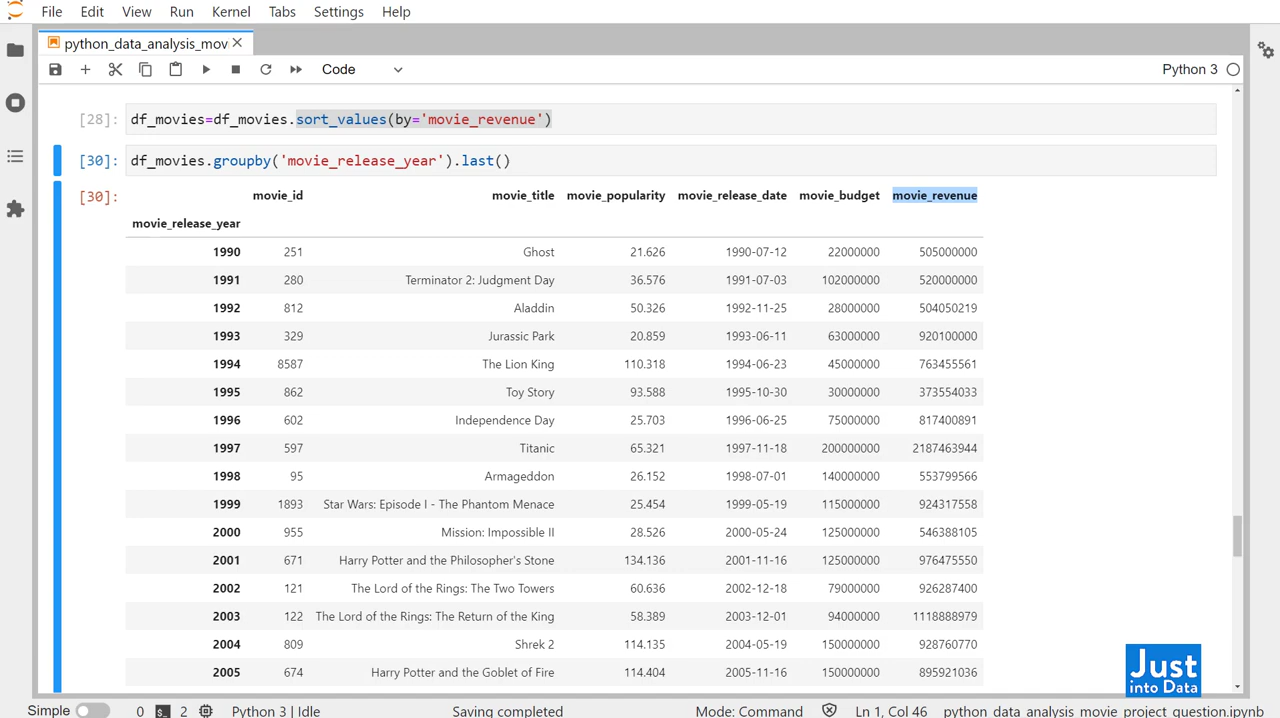 File Edit View Run Kernel Tabs Settings Help
python_data_analysis_mov
Code
Python 3
[28]: df_movies=df_movies.sort_values(by='movie_revenue')
[30]: df_movies.groupby('movie_release_year').last()
[30]: movie_id movie_title movie_popularity movie_release_date movie_budget movie_revenue
movie_release_year
1990 251 Ghost 21.626 1990-07-12 22000000 505000000
1991 280 Terminator 2: Judgment Day 36.576 1991-07-03 102000000 520000000
1992 812 Aladdin 50.326 1992-11-25 28000000 504050219
1993 329 Jurassic Park 20.859 1993-06-11 63000000 920100000
1994 8587 The Lion King 110.318 1994-06-23 45000000 763455561
1995 862 Toy Story 93.588 1995-10-30 30000000 373554033
1996 602 Independence Day 25.703 1996-06-25 75000000 817400891
1997 597 Titanic 65.321 1997-11-18 200000000 2187463944
1998 95 Armageddon 26.152 1998-07-01 140000000 553799566
1999 1893 Star Wars: Episode I - The Phantom Menace 25.454 1999-05-19 115000000 924317558
2000 955 Mission: Impossible II 28.526 2000-05-24 125000000 546388105
2001 671 Harry Potter and the Philosopher's Stone 134.136 2001-11-16 125000000 976475550
2002 121 The Lord of the Rings: The Two Towers 60.636 2002-12-18 79000000 926287400
2003 122 The Lord of the Rings: The Return of the King 58.389 2003-12-01 94000000 1118888979
2004 809 Shrek 2 114.135 2004-05-19 150000000 928760770
2005 674 Harry Potter and the Goblet of Fire 114.404 2005-11-16 150000000 895921036
Just
into Data
Simple 0 2 Python 3 | Idle Saving completed Mode: Command Ln 1, Col 46 python_data_analysis_movie_project_question.ipynb